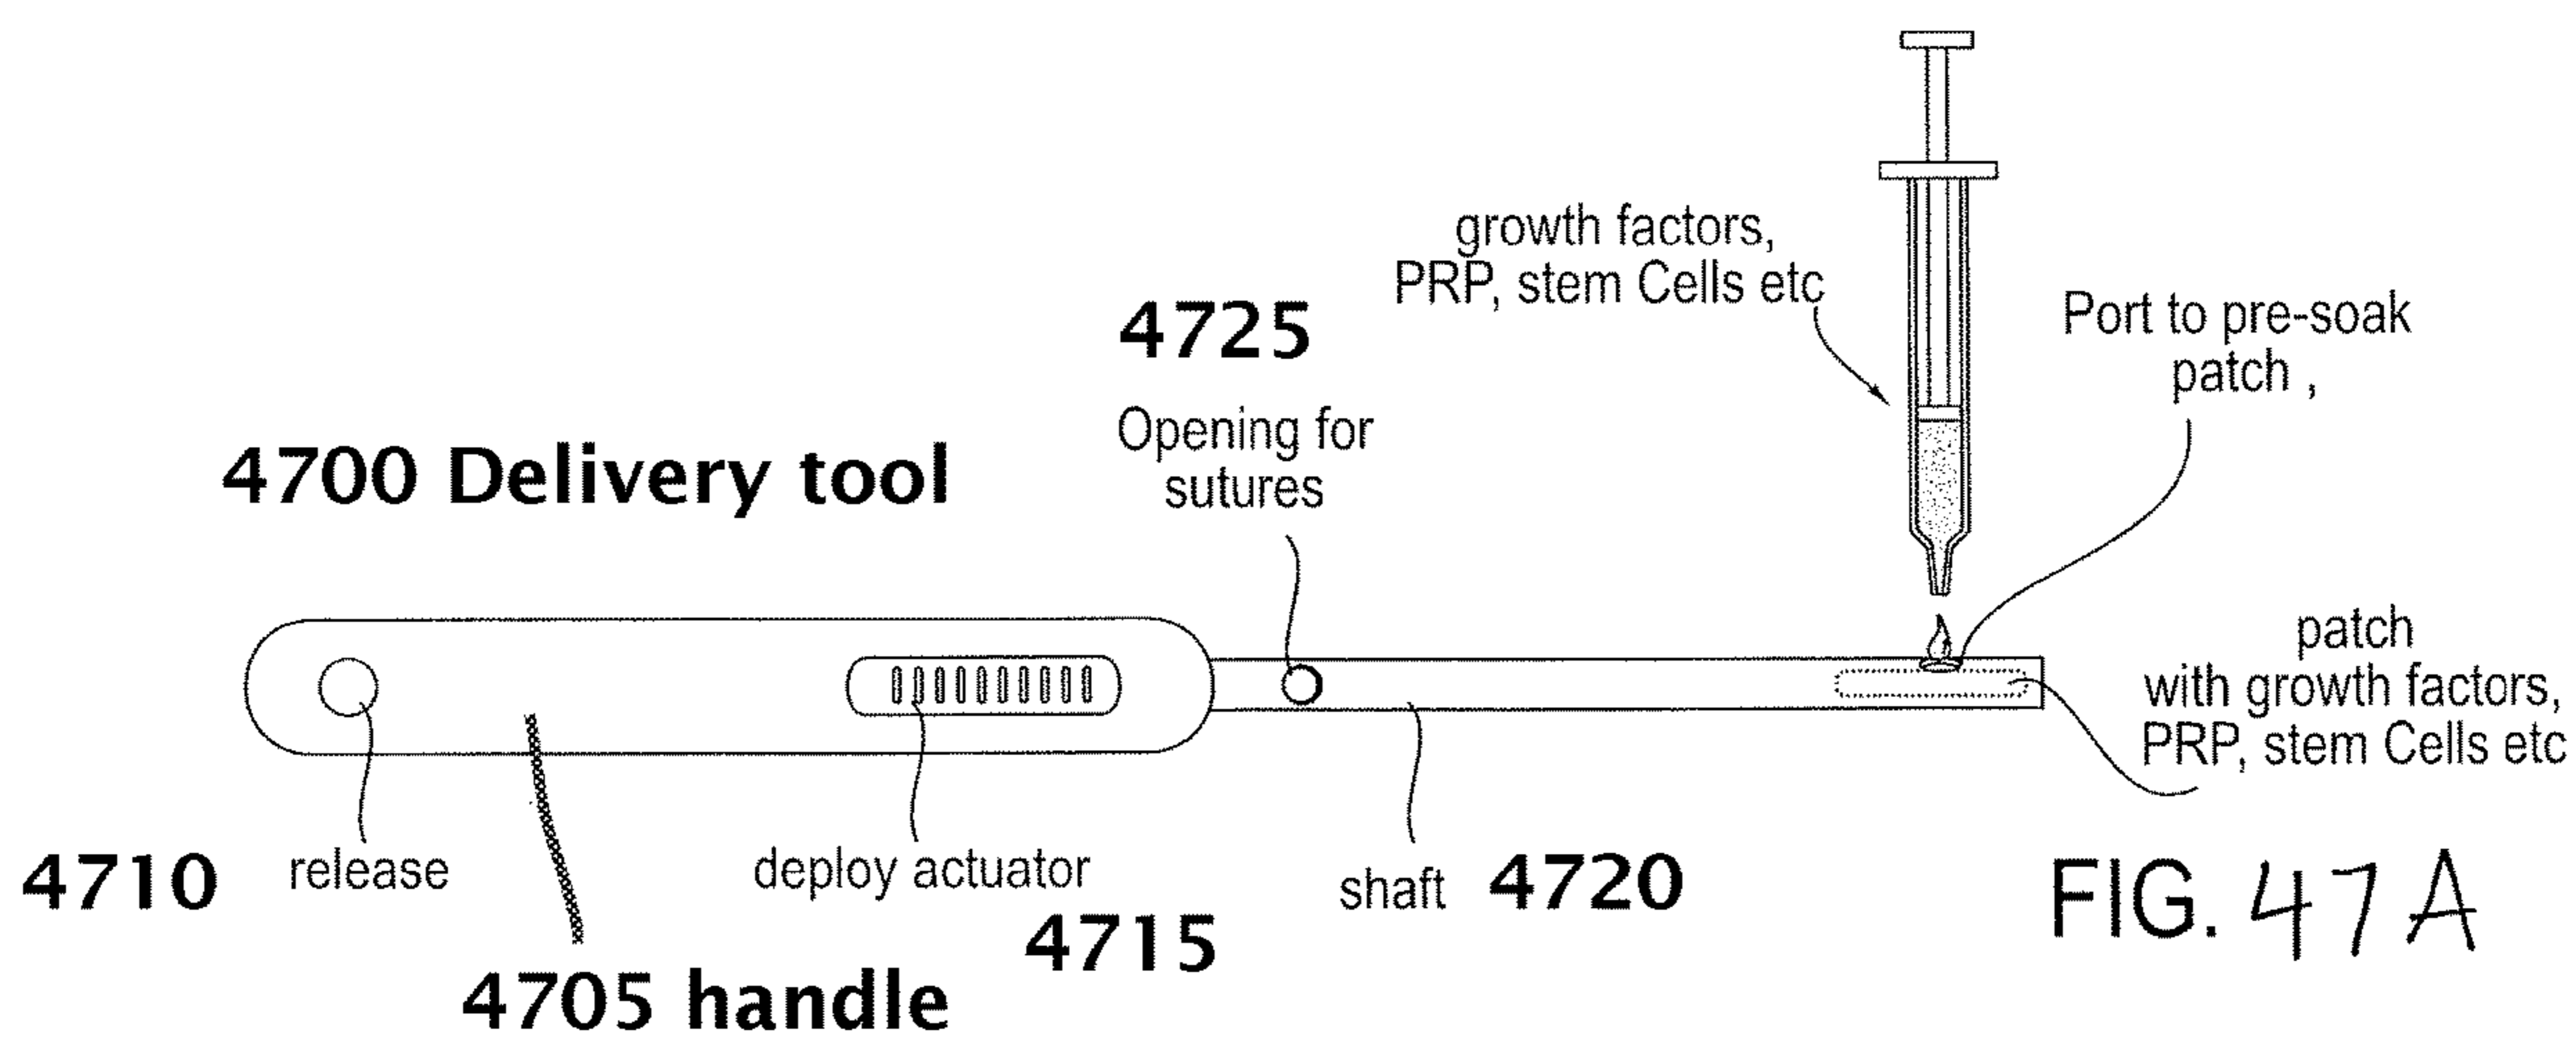 growth factors,
PRP, stem Cells etc
4725
Port to pre-soak
patch ,
Opening for
sutures
4700 Delivery tool
patch
with growth factors,
PRP, stem Cells etc
4710 release
deploy actuator
4715
shaft 4720
4705 handle
FIG. 47A